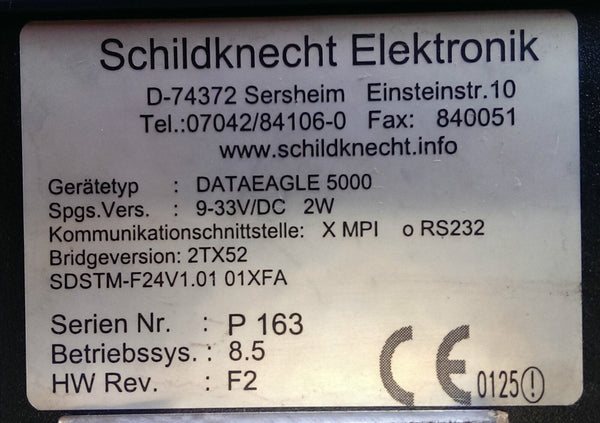 Schildknecht Elektronik
D-74372 Sersheim Einsteinstr.10
Tel.:07042/84106-0 Fax: 840051
www.schildknecht.info
Gerätetyp : DATAEAGLE 5000
Spgs.Vers. : 9-33V/DC 2W
Kommunikationschnittstelle: X MPI o RS232
Bridgeversion: 2TX52
SDSTM-F24V1.01 01XFA
Serien Nr. : P 163
Betriebssys. : 8.5
HW Rev. : F2
CE 0125 !